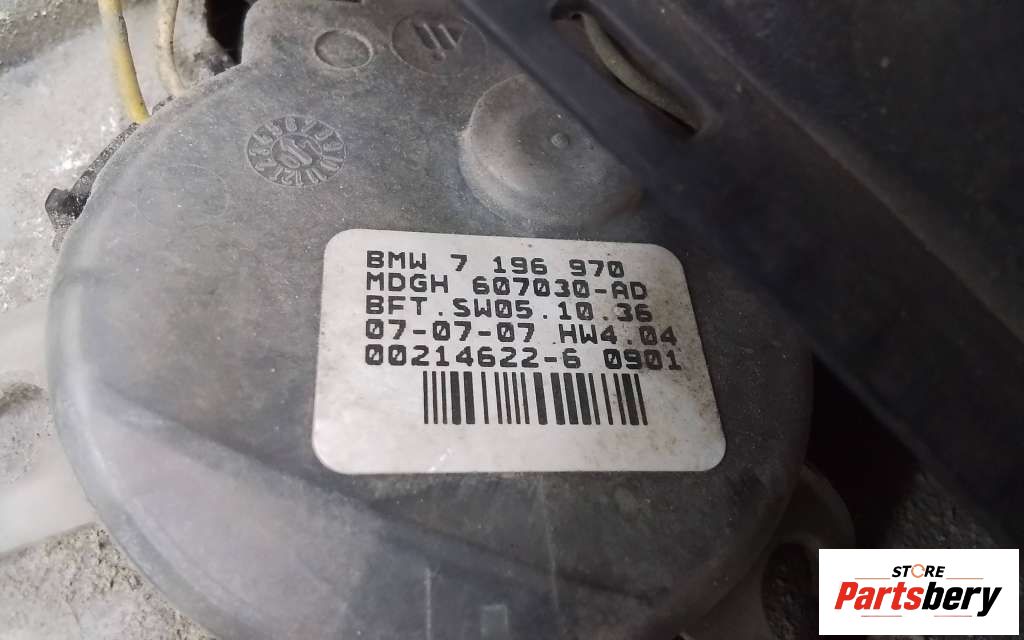 BMW 7 196 970
MDGH 607030-AD
BFT.SW05.10.36
07-07-07 HW4.04
00214622-6 0901
STORE
Partsbery